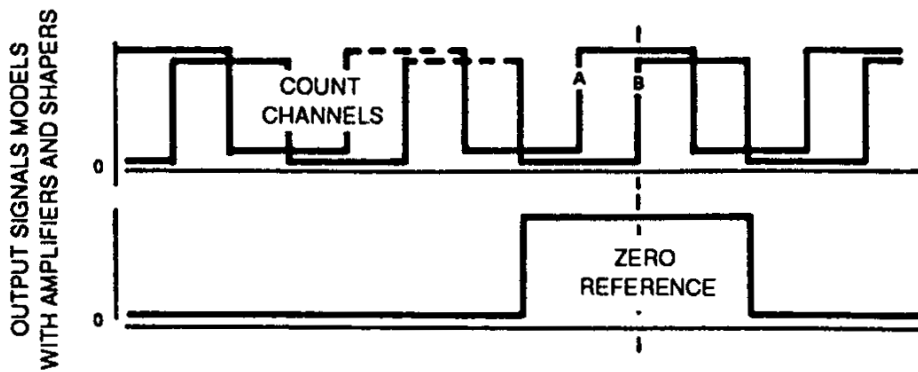 OUTPUT SIGNALS MODELS
WITH AMPLIFIERS AND SHAPERS
COUNT
CHANNELS
A
B
0
ZERO
REFERENCE
0